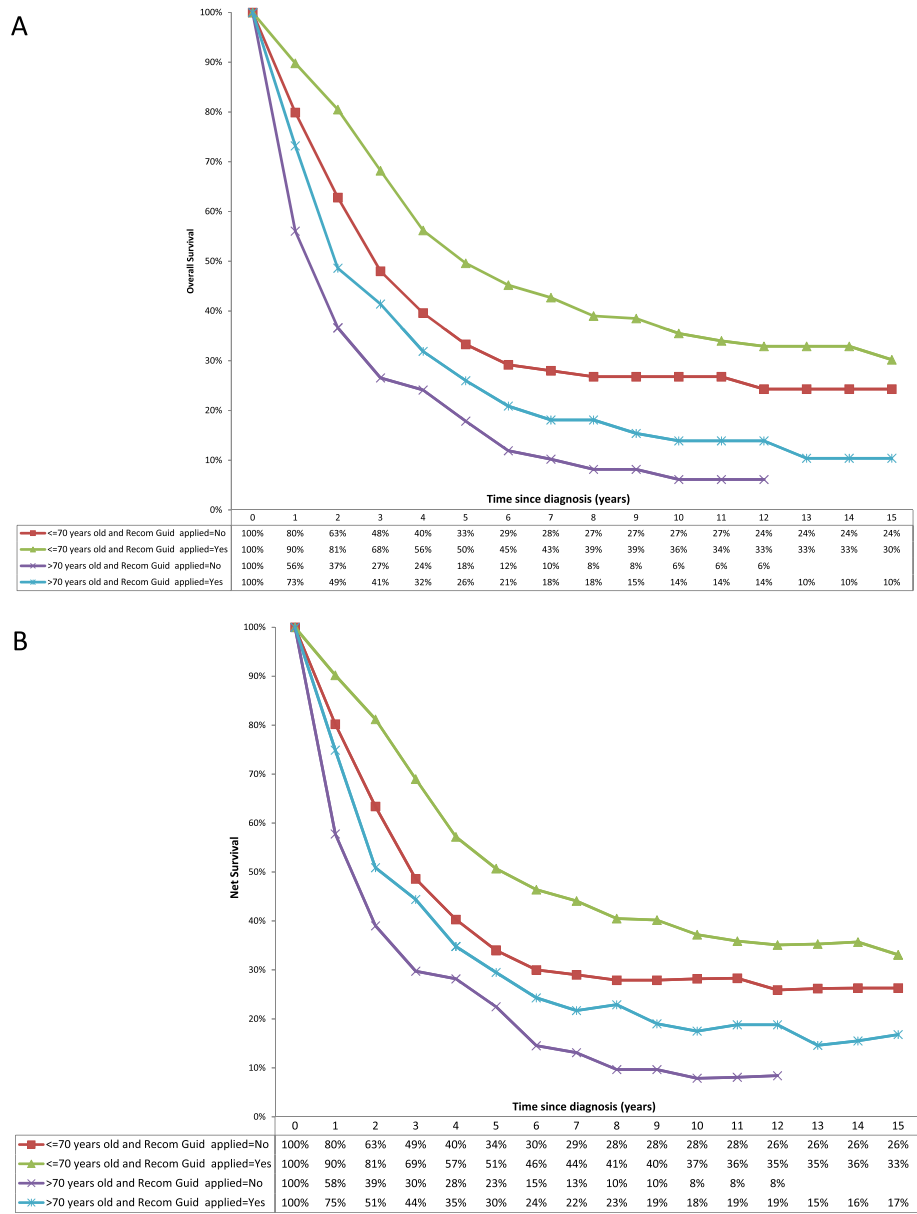 A
100%
90%
80%
70%
60%
50%
40%
30%
20%
10%
0%
Overall Survival
Time since diagnosis (years)
0 1 2 3 4 5 6 7 8 9 10 11 12 13 14 15
<=70 years old and Recom Guid applied=No 100% 80% 63% 48% 40% 33% 29% 28% 27% 27% 27% 27% 24% 24% 24% 24%
<=70 years old and Recom Guid applied=Yes 100% 90% 81% 68% 56% 50% 45% 43% 39% 39% 36% 34% 33% 33% 33% 30%
>70 years old and Recom Guid applied=No 100% 56% 37% 27% 24% 18% 12% 10% 8% 8% 6% 6% 6%
>70 years old and Recom Guid applied=Yes 100% 73% 49% 41% 32% 26% 21% 18% 18% 15% 14% 14% 14% 10% 10% 10%
B
100%
90%
80%
70%
60%
50%
40%
30%
20%
10%
0%
Net Survival
Time since diagnosis (years)
0 1 2 3 4 5 6 7 8 9 10 11 12 13 14 15
<=70 years old and Recom Guid applied=No 100% 80% 63% 49% 40% 34% 30% 29% 28% 28% 28% 28% 26% 26% 26% 26%
<=70 years old and Recom Guid applied=Yes 100% 90% 81% 69% 57% 51% 46% 44% 41% 40% 37% 36% 35% 35% 36% 33%
>70 years old and Recom Guid applied=No 100% 58% 39% 30% 28% 23% 15% 13% 10% 10% 8% 8% 8%
>70 years old and Recom Guid applied=Yes 100% 75% 51% 44% 35% 30% 24% 22% 23% 19% 18% 19% 19% 15% 16% 17%